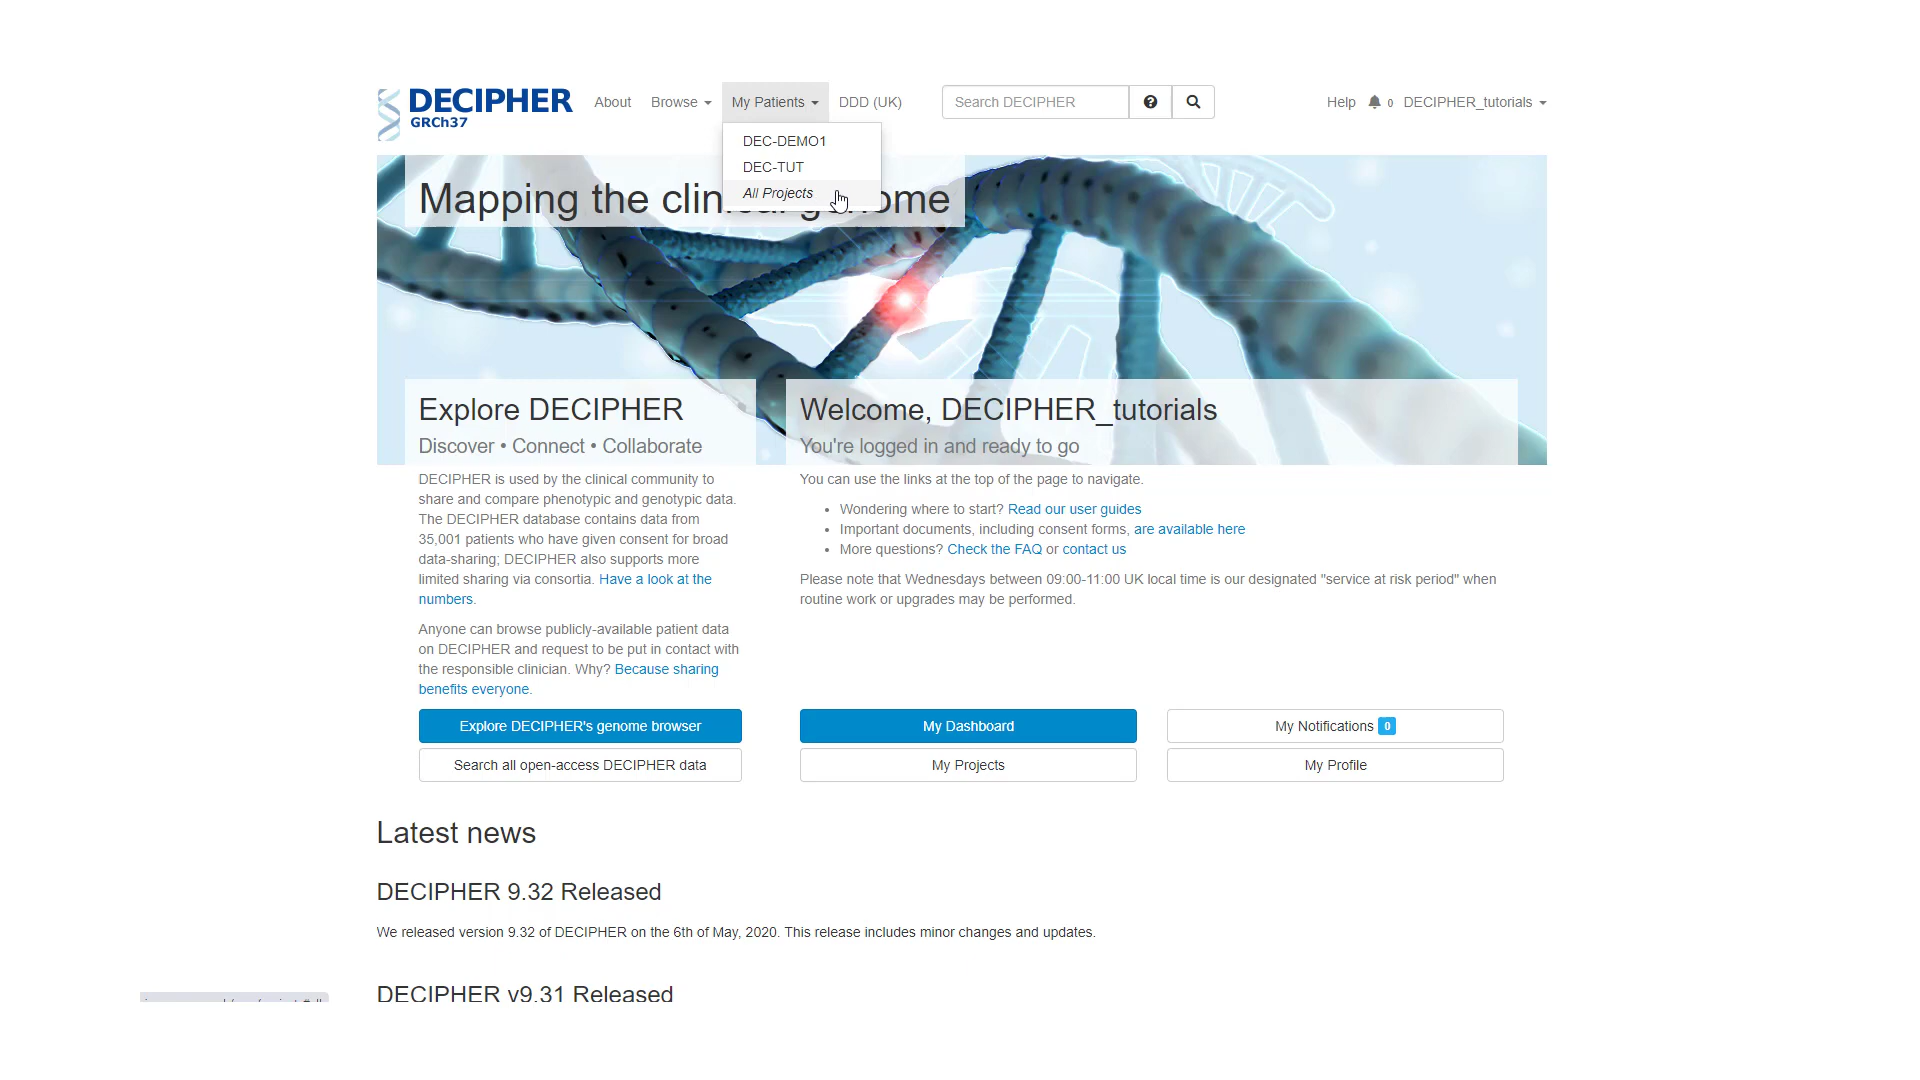 DECIPHER
GRCh37
About
Browse
My Patients
DDD (UK)
Search DECIPHER
Help
0
DECIPHER_tutorials
DEC-DEMO1
DEC-TUT
All Projects
Mapping the clinical genome
Explore DECIPHER
Discover • Connect • Collaborate
DECIPHER is used by the clinical community to
share and compare phenotypic and genotypic data.
The DECIPHER database contains data from
35,001 patients who have given consent for broad
data-sharing; DECIPHER also supports more
limited sharing via consortia. Have a look at the
numbers.
Anyone can browse publicly-available patient data
on DECIPHER and request to be put in contact with
the responsible clinician. Why? Because sharing
benefits everyone.
Explore DECIPHER's genome browser
Search all open-access DECIPHER data
Welcome, DECIPHER_tutorials
You're logged in and ready to go
You can use the links at the top of the page to navigate.
• Wondering where to start? Read our user guides
• Important documents, including consent forms, are available here
• More questions? Check the FAQ or contact us
Please note that Wednesdays between 09:00-11:00 UK local time is our designated "service at risk period" when
routine work or upgrades may be performed.
My Dashboard
My Notifications 0
My Projects
My Profile
Latest news
DECIPHER 9.32 Released
We released version 9.32 of DECIPHER on the 6th of May, 2020. This release includes minor changes and updates.
DECIPHER v9.31 Released